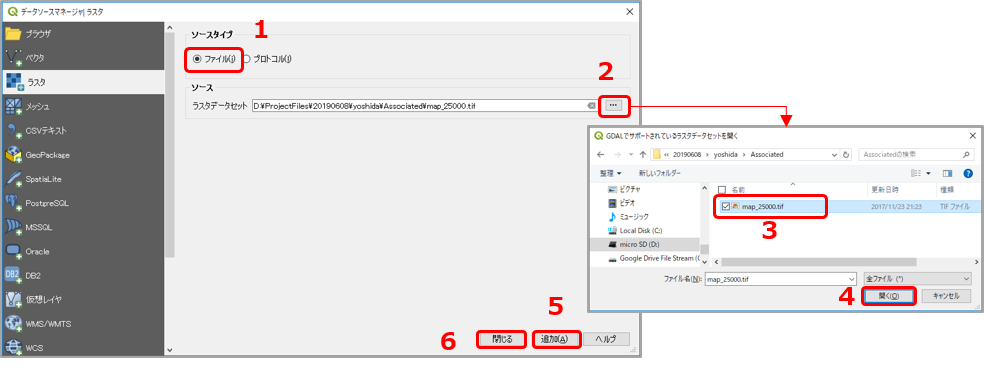 データソースマネージャ | ラスタ
ブラウザ
ベクタ
ラスタ
メッシュ
CSVテキスト
GeoPackage
SpatiaLite
PostgreSQL
MSSQL
Oracle
DB2
DB2
仮想レイヤ
WMS/WMTS
WCS
1
ソースタイプ
ファイル(i)
プロトコル(l)
2
ソース
ラスタデータセット
D:¥ProjectFiles¥20190608¥yoshida¥Associated¥map_25000.tif
...
5
6
閉じる
追加(A)
ヘルプ
GDALでサポートされているラスタデータセットを開く
« 20190608 › yoshida › Associated
Associatedの検索
整理
新しいフォルダー
ピクチャ
ビデオ
ミュージック
Local Disk (C:)
micro SD (D:)
Google Drive File Stream (G
名前
更新日時
種類
map_25000.tif
2017/11/23 21:23
TIF ファイル
3
ファイル名(N):
map_25000.tif
全ファイル (*)
4
開く(O)
キャンセル